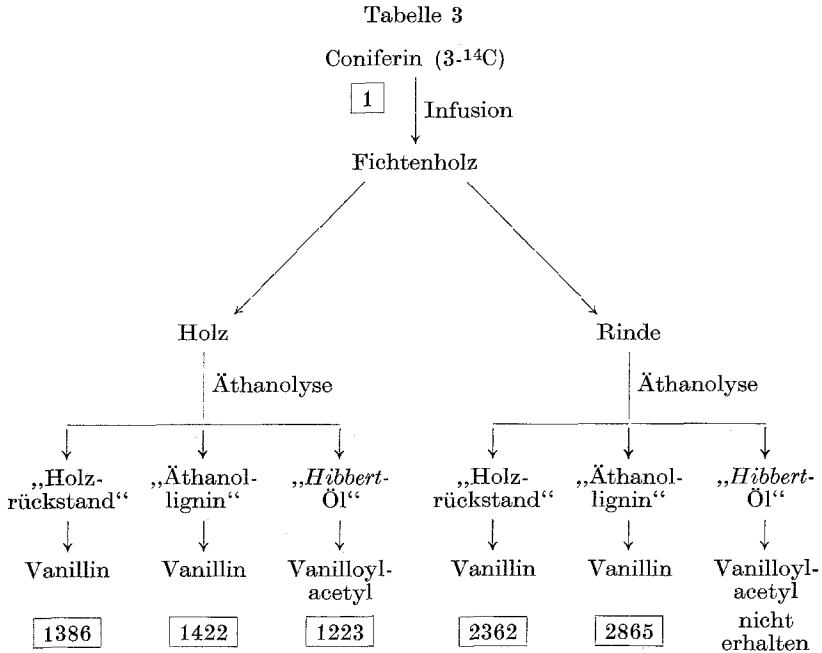 Tabelle 3
Coniferin (3-¹⁴C)
1
Infusion
Fichtenholz
Holz
Rinde
Äthanolyse
Äthanolyse
„Holz-
rückstand“
„Äthanol-
lignin“
„Hibbert-
Öl“
„Holz-
rückstand“
„Äthanol-
lignin“
„Hibbert-
Öl“
Vanillin
Vanillin
Vanilloyl-
acetyl
Vanillin
Vanillin
Vanilloyl-
acetyl
1386
1422
1223
2362
2865
nicht
erhalten